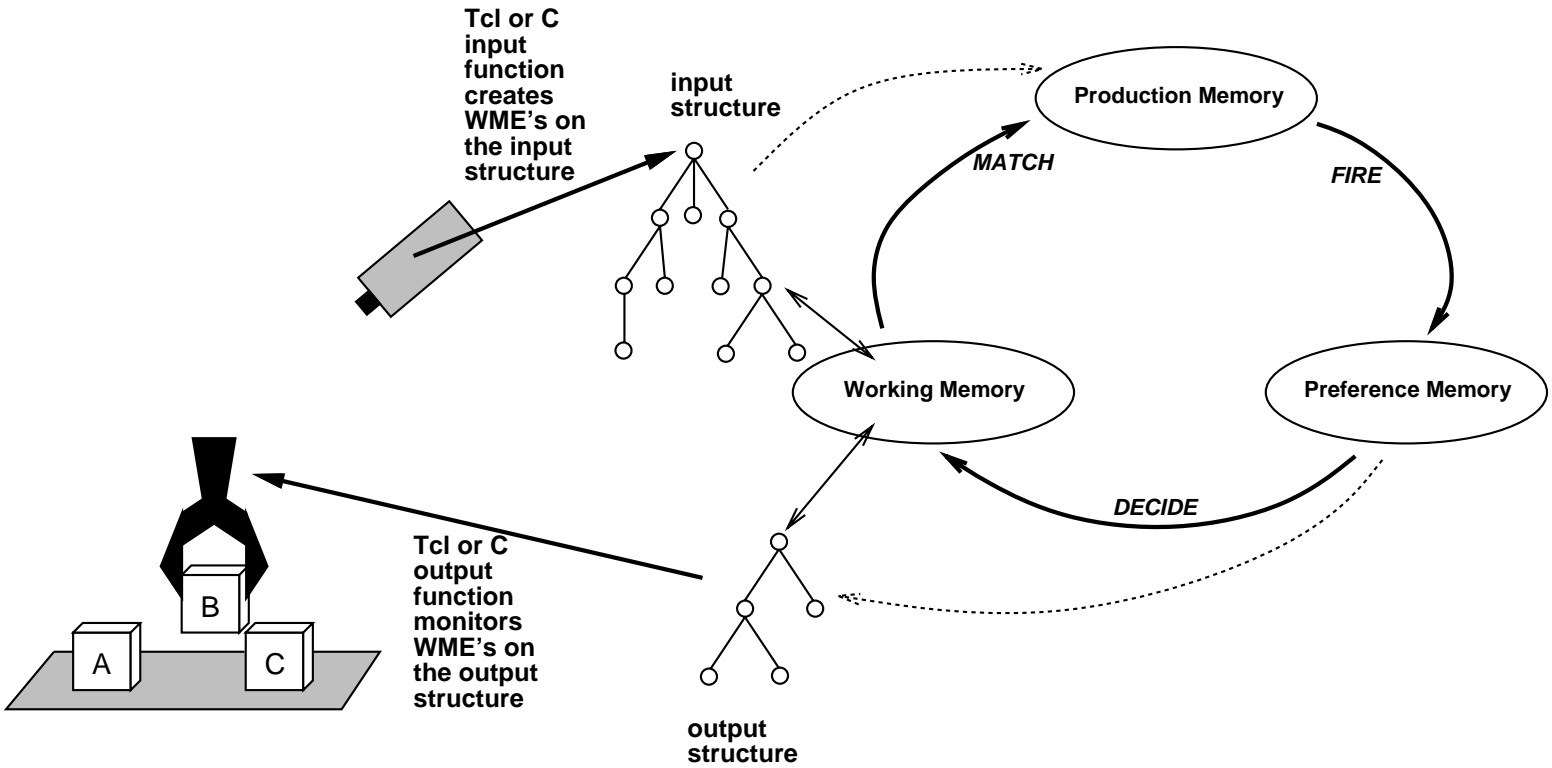 Tcl or C
input
function
creates
WME's on
the input
structure
input
structure
Production Memory
MATCH
FIRE
Working Memory
Preference Memory
DECIDE
Tcl or C
output
function
monitors
WME's on
the output
structure
B
A
C
output
structure